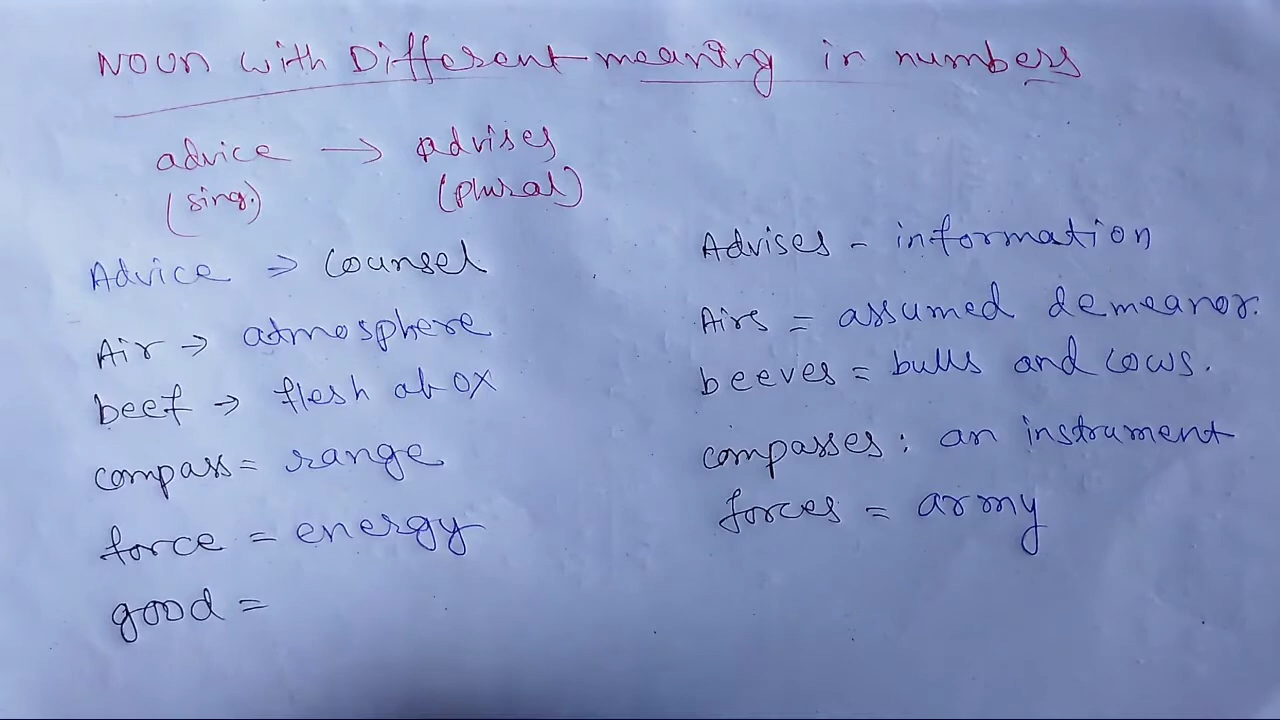 Noun with Different meaning in numbers
advice → advises
(sing.) (plural)
Advice ⇒ Counsel Advises - information
Air → atmosphere Airs = assumed demeanor.
beef → flesh of ox beeves = bulls and cows.
compass = range compasses: an instrument
force = energy forces = army
good =